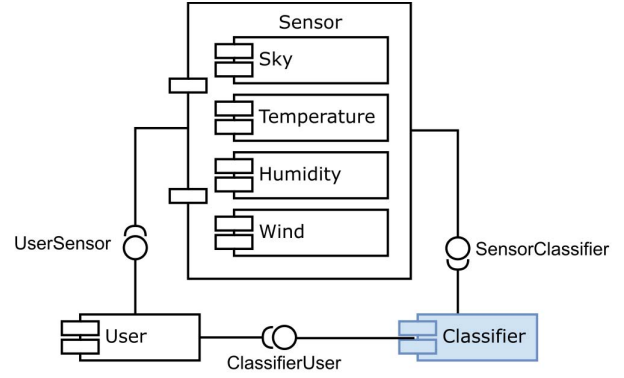 Sensor
Sky
Temperature
Humidity
Wind
UserSensor
SensorClassifier
User
Classifier
ClassifierUser